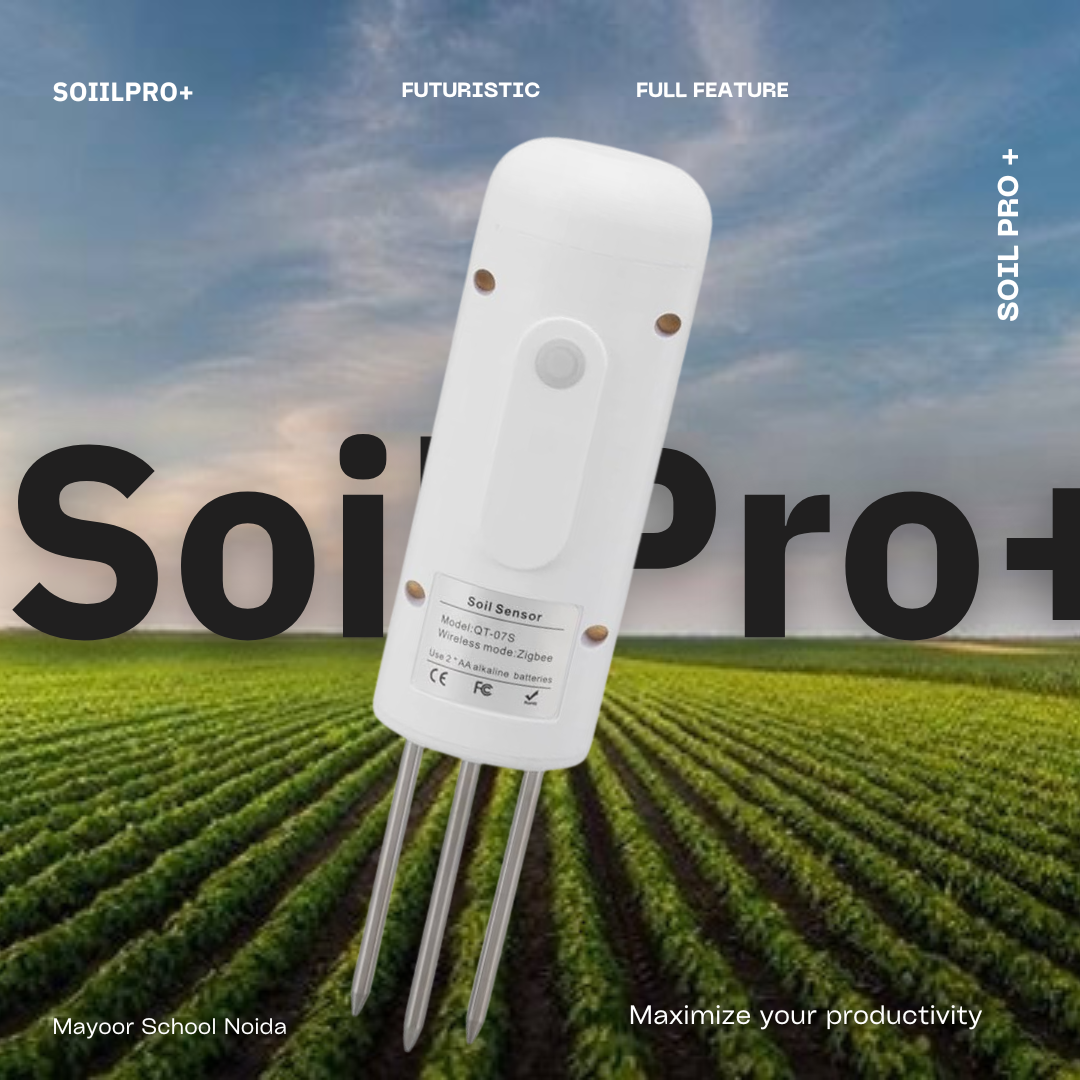 SOIILPRO+
FUTURISTIC
FULL FEATURE
SOIL PRO +
Soi Pro+
Soil Sensor
Model:QT-07S
Wireless mode:Zigbee
Use 2 * AA alkaline batteries
CE FC RoHS
Mayoor School Noida
Maximize your productivity